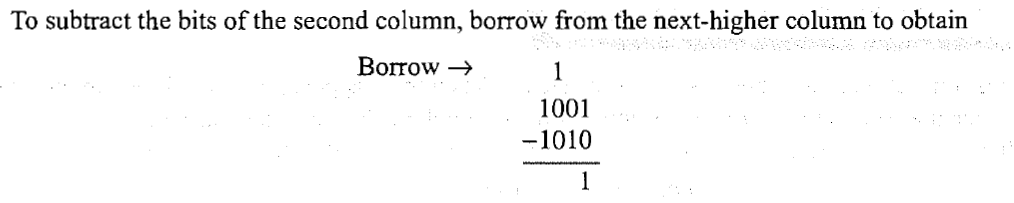 To subtract the bits of the second column, borrow from the next-higher column to obtain
Borrow → 1
1001
−1010
1